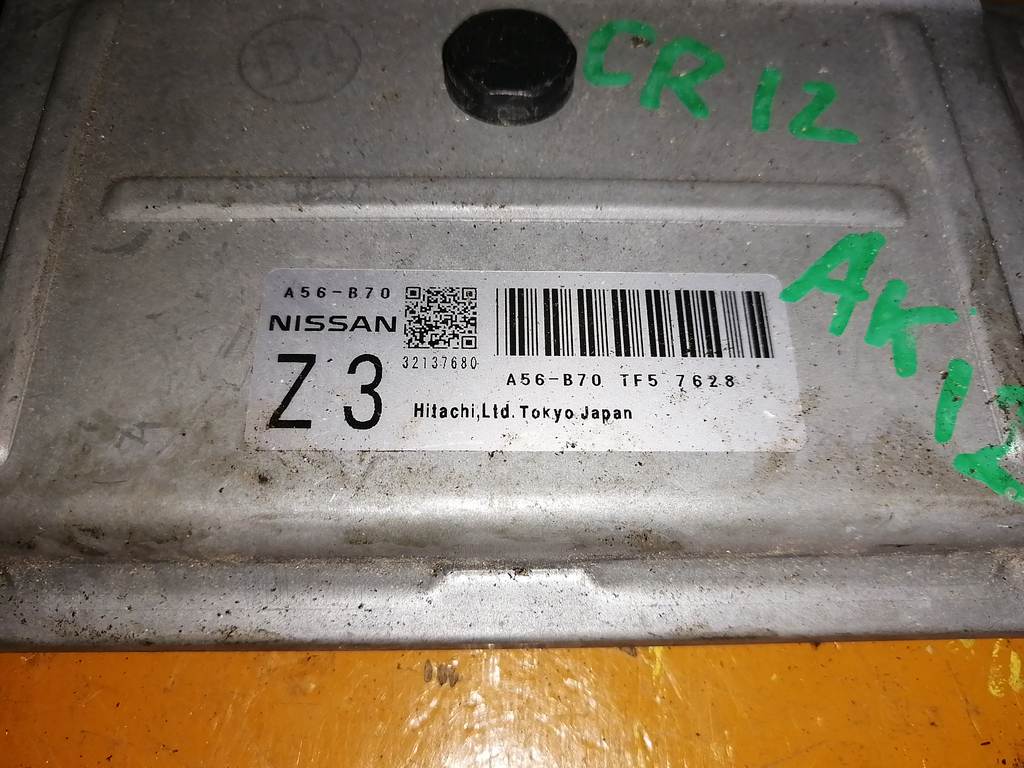 CR12
AK12
A56-B70
NISSAN
32137680
Z3
A56-B70 TF5 7628
Hitachi,Ltd.Tokyo Japan